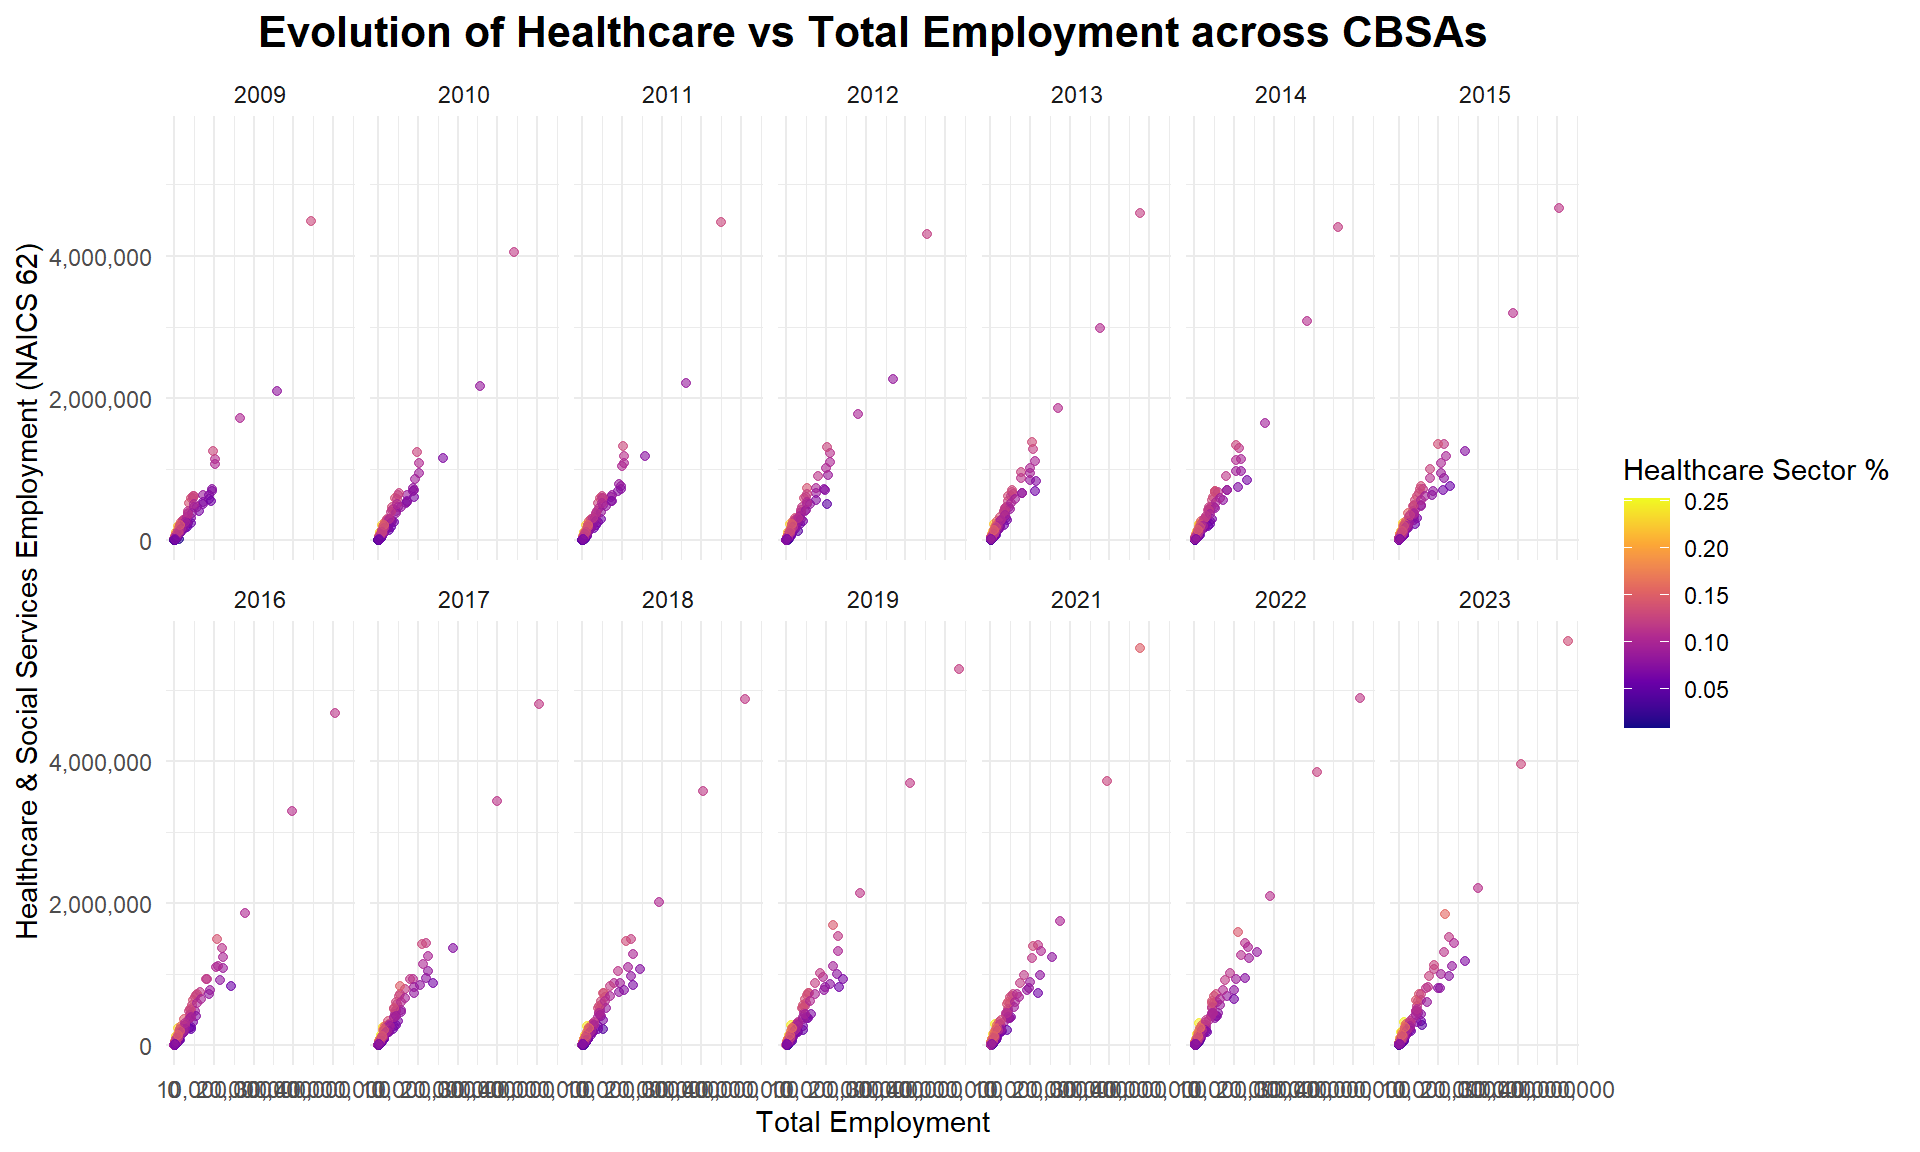 Evolution of Healthcare vs Total Employment across CBSAs
2009 2010 2011 2012 2013 2014 2015
4,000,000
2,000,000
0
2016 2017 2018 2019 2021 2022 2023
4,000,000
2,000,000
0
Total Employment
Healthcare & Social Services Employment (NAICS 62)
Healthcare Sector %
0.25
0.20
0.15
0.10
0.05